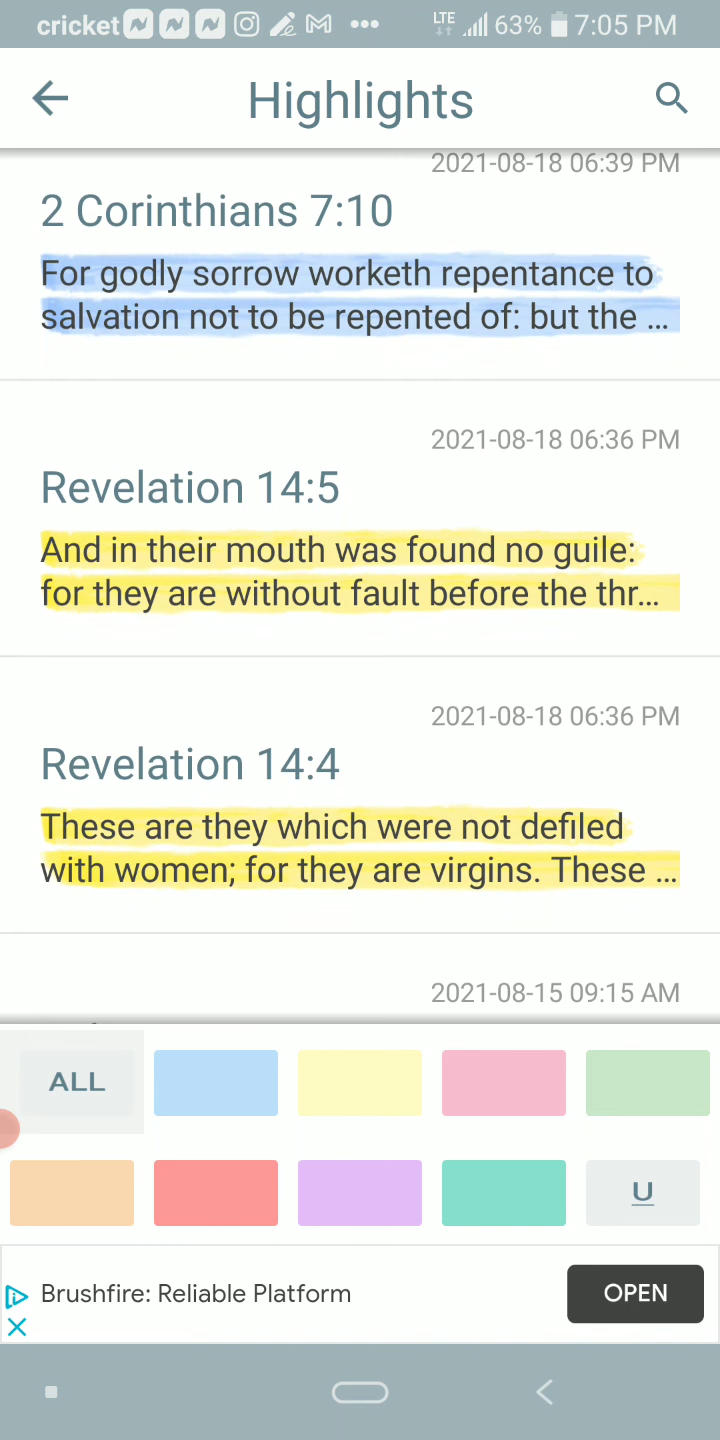 cricket LTE 63% 7:05 PM
Highlights
2021-08-18 06:39 PM
2 Corinthians 7:10
For godly sorrow worketh repentance to
salvation not to be repented of: but the ...
2021-08-18 06:36 PM
Revelation 14:5
And in their mouth was found no guile:
for they are without fault before the thr...
2021-08-18 06:36 PM
Revelation 14:4
These are they which were not defiled
with women; for they are virgins. These ...
2021-08-15 09:15 AM
ALL
U
Brushfire: Reliable Platform
OPEN